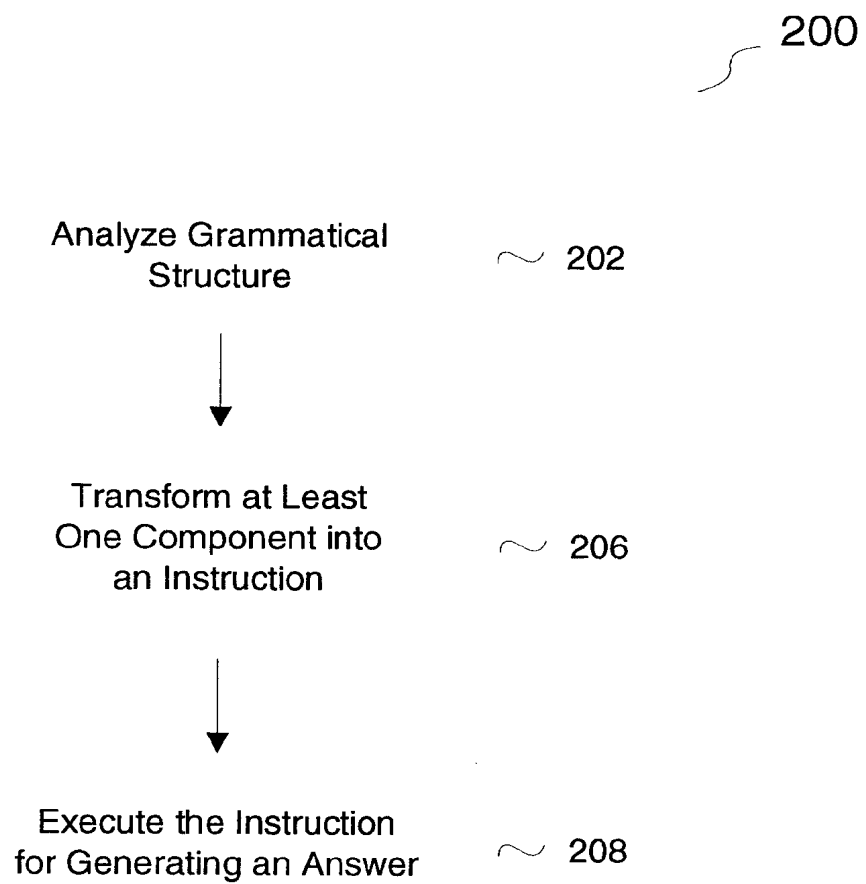 200
Analyze Grammatical
Structure
202
Transform at Least
One Component into
an Instruction
206
Execute the Instruction
for Generating an Answer
208